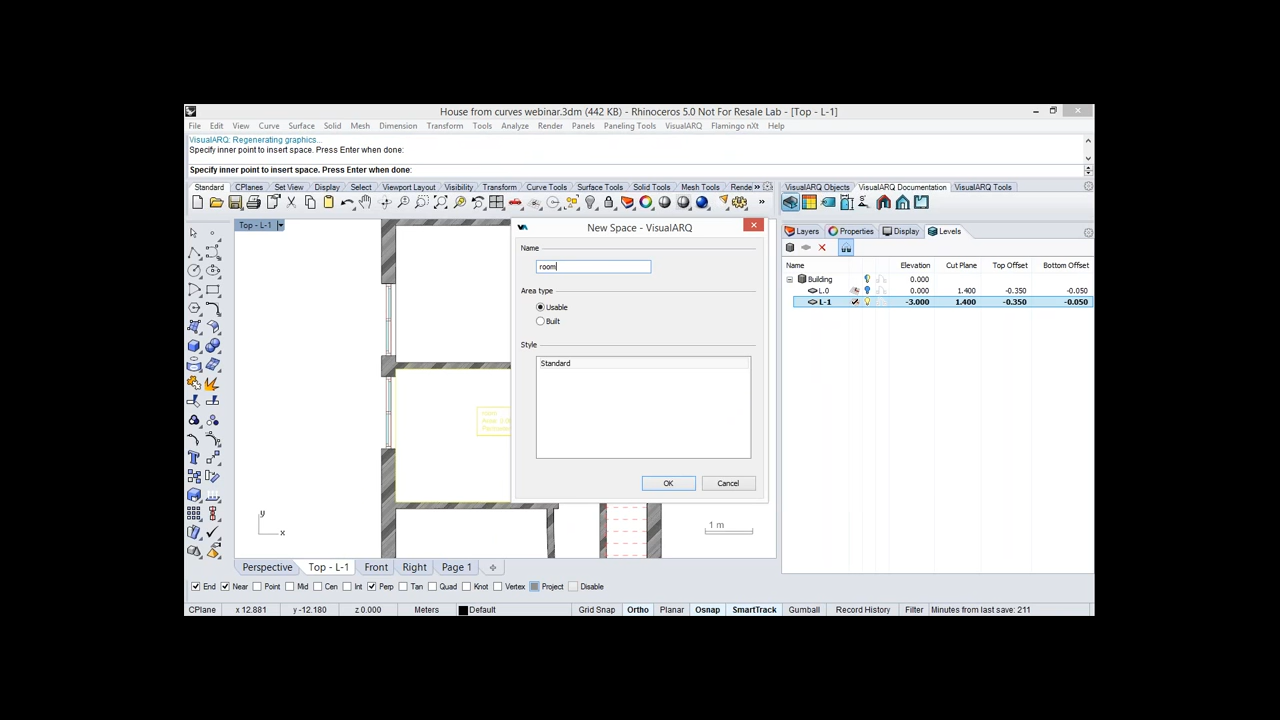 House from curves webinar.3dm (442 KB) - Rhinoceros 5.0 Not For Resale Lab - [Top - L-1]
File Edit View Curve Surface Solid Mesh Dimension Transform Tools Analyze Render Panels Paneling Tools VisualARQ Flamingo nXt Help
VisualARQ: Regenerating graphics..
Specify inner point to insert space. Press Enter when done:
Specify inner point to insert space. Press Enter when done:
Standard CPlanes Set View Display Select Viewport Layout Visibility Transform Curve Tools Surface Tools Solid Tools Mesh Tools Rende »
VisualARQ Objects VisualARQ Documentation VisualARQ Tools
Top - L-1
New Space - VisualARQ
Name
room
Area type
Usable
Built
Style
Standard
OK Cancel
Layers Properties Display Levels
Name Elevation Cut Plane Top Offset Bottom Offset
Building 0.000
L.0 0.000 1.400 -0.350 -0.050
L-1 -3.000 1.400 -0.350 -0.050
y
x
1 m
Perspective Top - L-1 Front Right Page 1
End Near Point Mid Cen Int Perp Tan Quad Knot Vertex Project Disable
CPlane x 12.881 y -12.180 z 0.000 Meters Default Grid Snap Ortho Planar Osnap SmartTrack Gumball Record History Filter Minutes from last save: 211